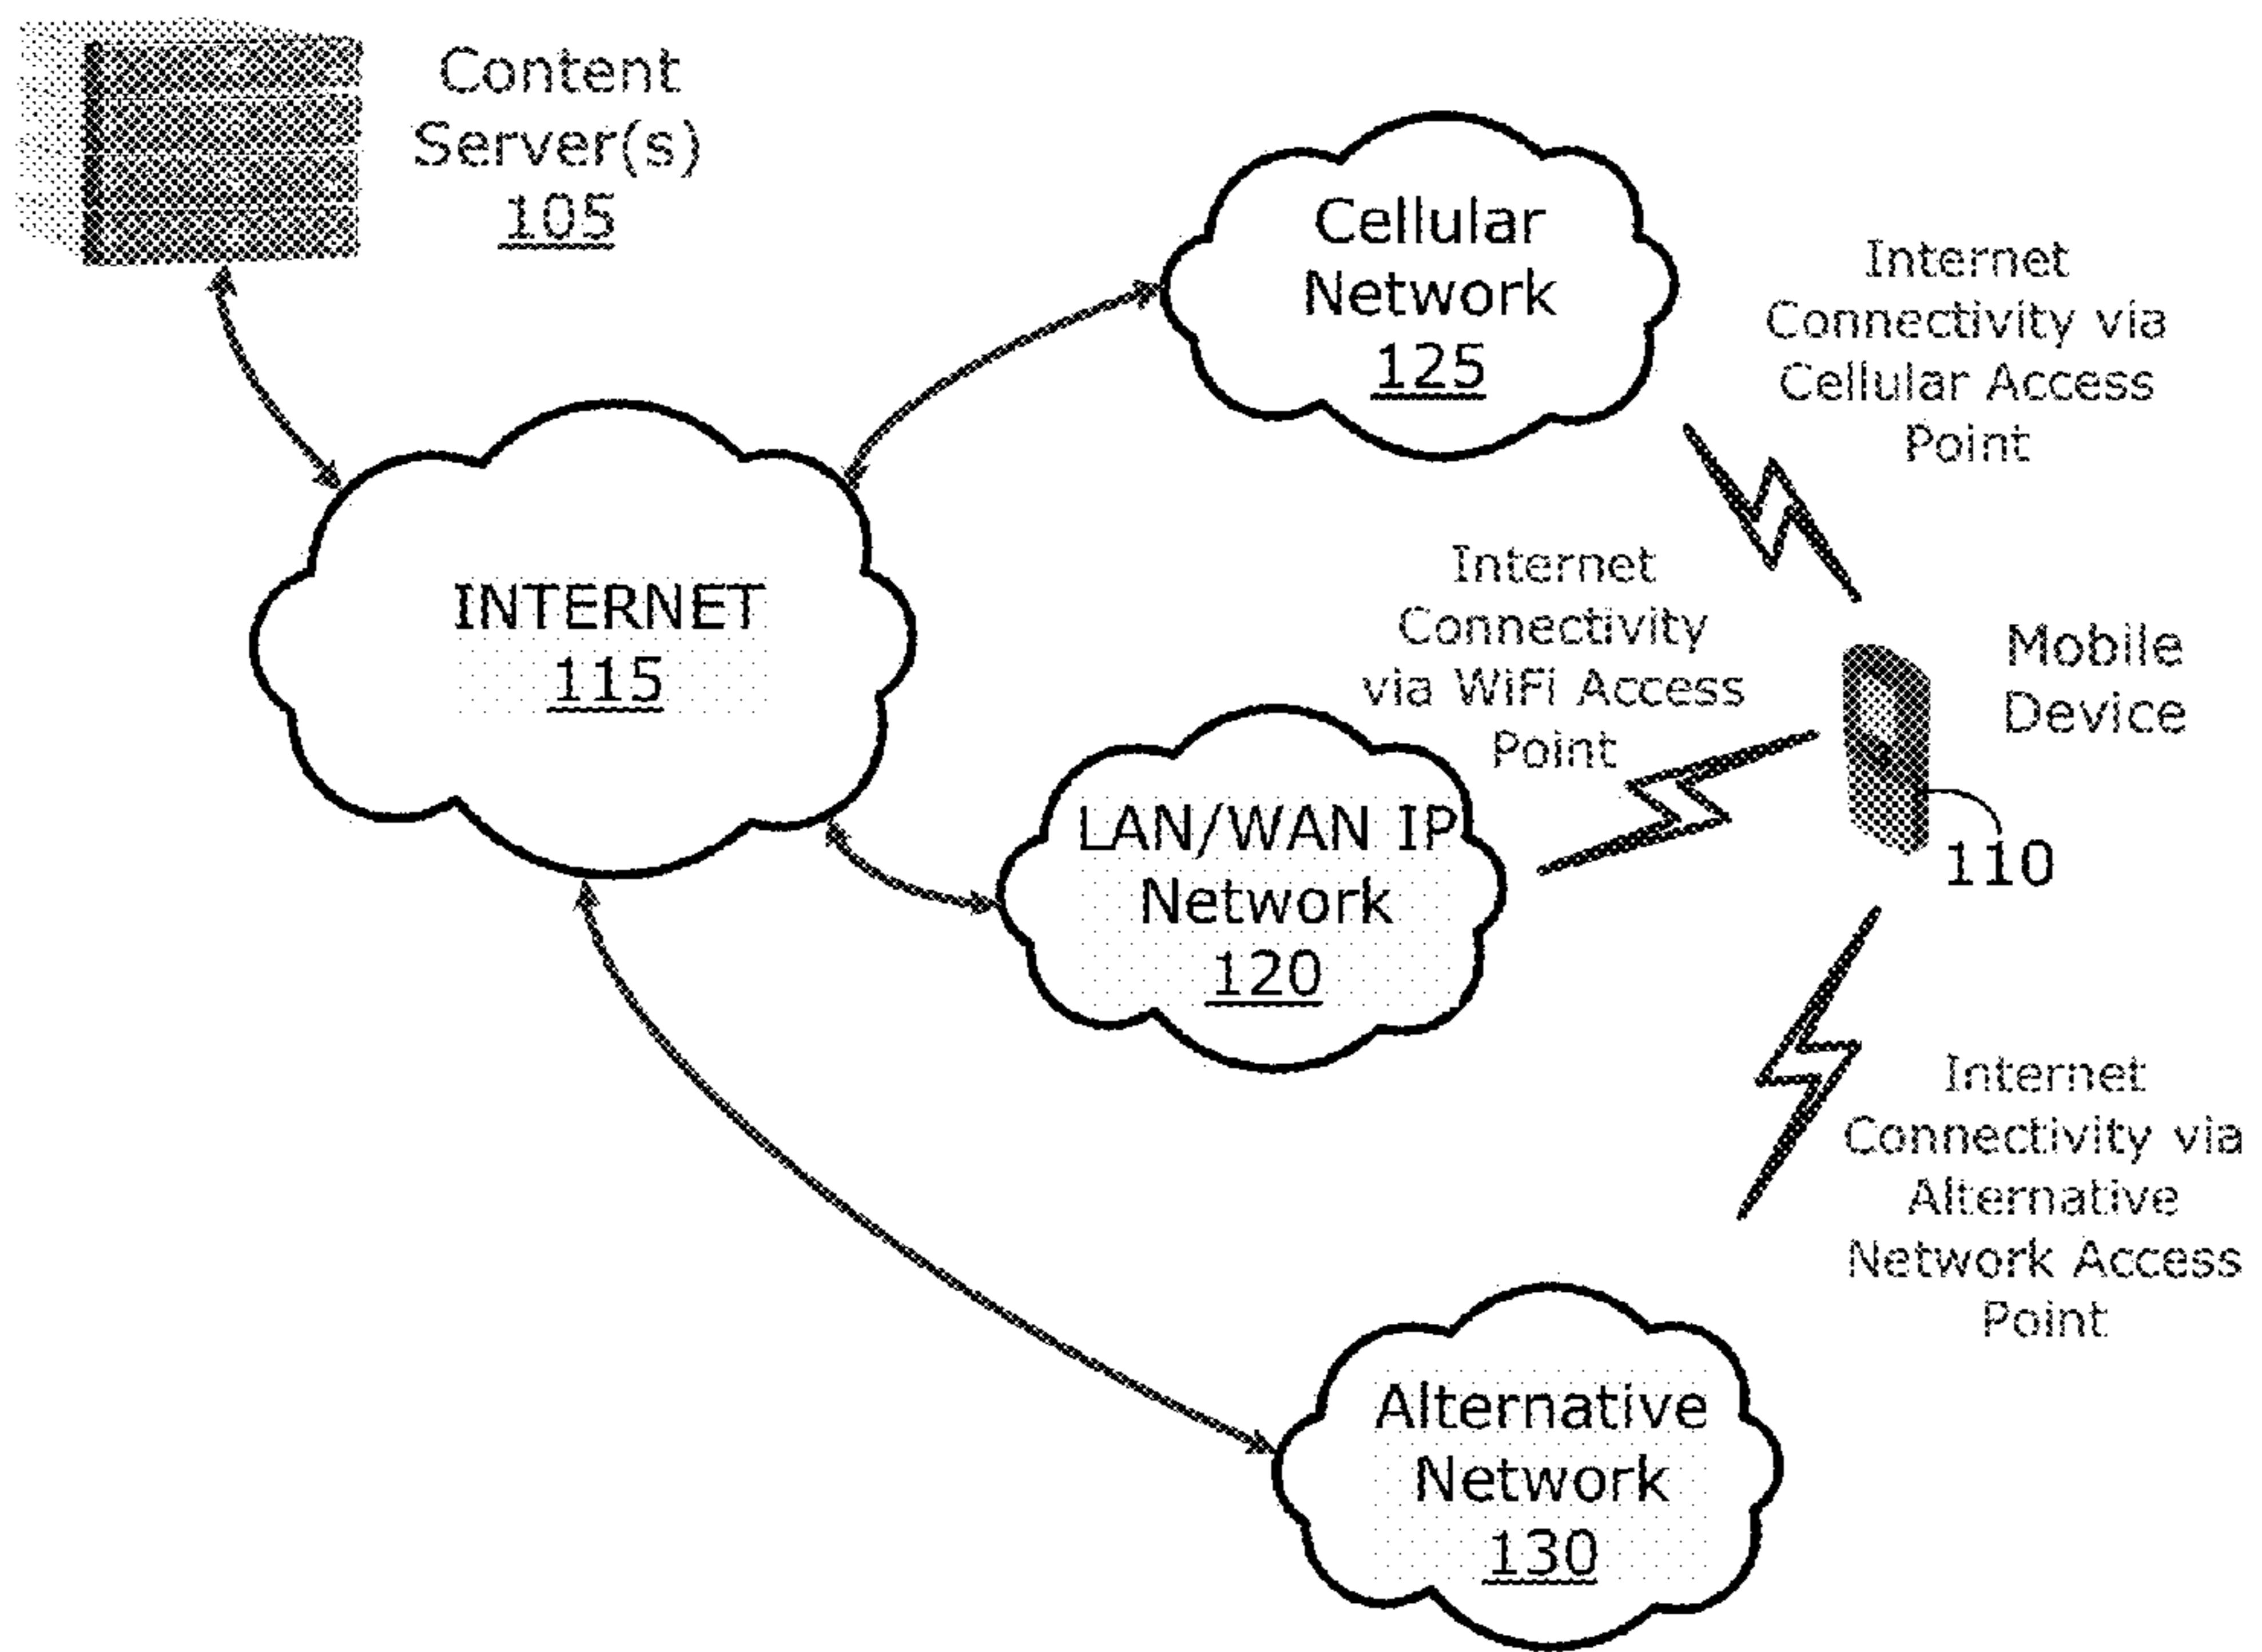 Content
Server(s)
105
Cellular
Network
125
Internet
Connectivity via
Cellular Access
Point
INTERNET
115
Internet
Connectivity
via WiFi Access
Point
Mobile
Device
110
LAN/WAN IP
Network
120
Internet
Connectivity via
Alternative
Network Access
Point
Alternative
Network
130